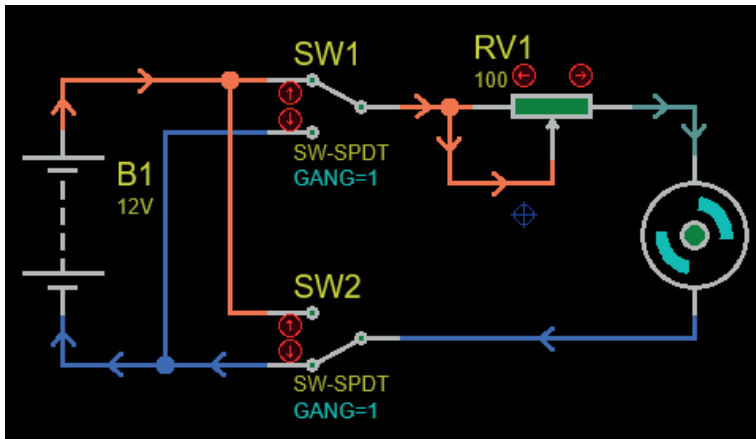 SW1
SW-SPDT
GANG=1
RV1
100
B1
12V
SW2
SW-SPDT
GANG=1